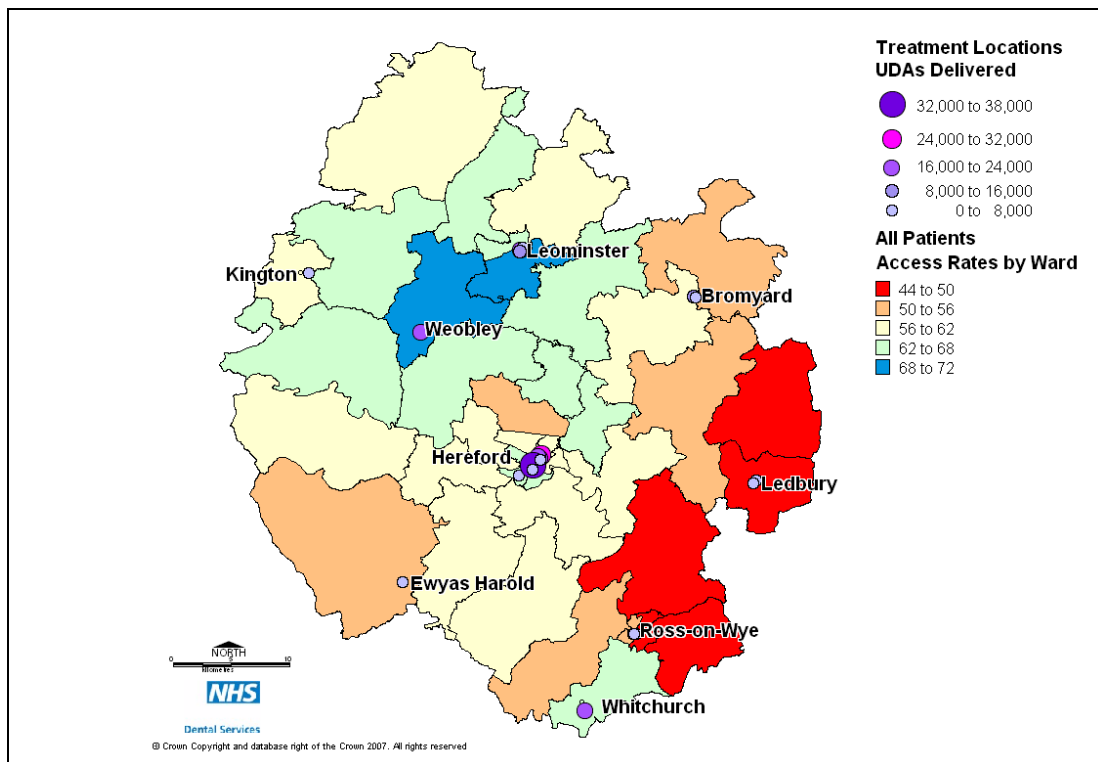 Treatment Locations
UDAs Delivered
32,000 to 38,000
24,000 to 32,000
16,000 to 24,000
8,000 to 16,000
0 to 8,000
All Patients
Access Rates by Ward
44 to 50
50 to 56
56 to 62
62 to 68
68 to 72
Leominster
Kington
Bromyard
Weobley
Hereford
Ledbury
Ewyas Harold
Ross-on-Wye
Whitchurch
NORTH
0 5 10
kilometres
NHS
Dental Services
© Crown Copyright and database right of the Crown 2007. All rights reserved